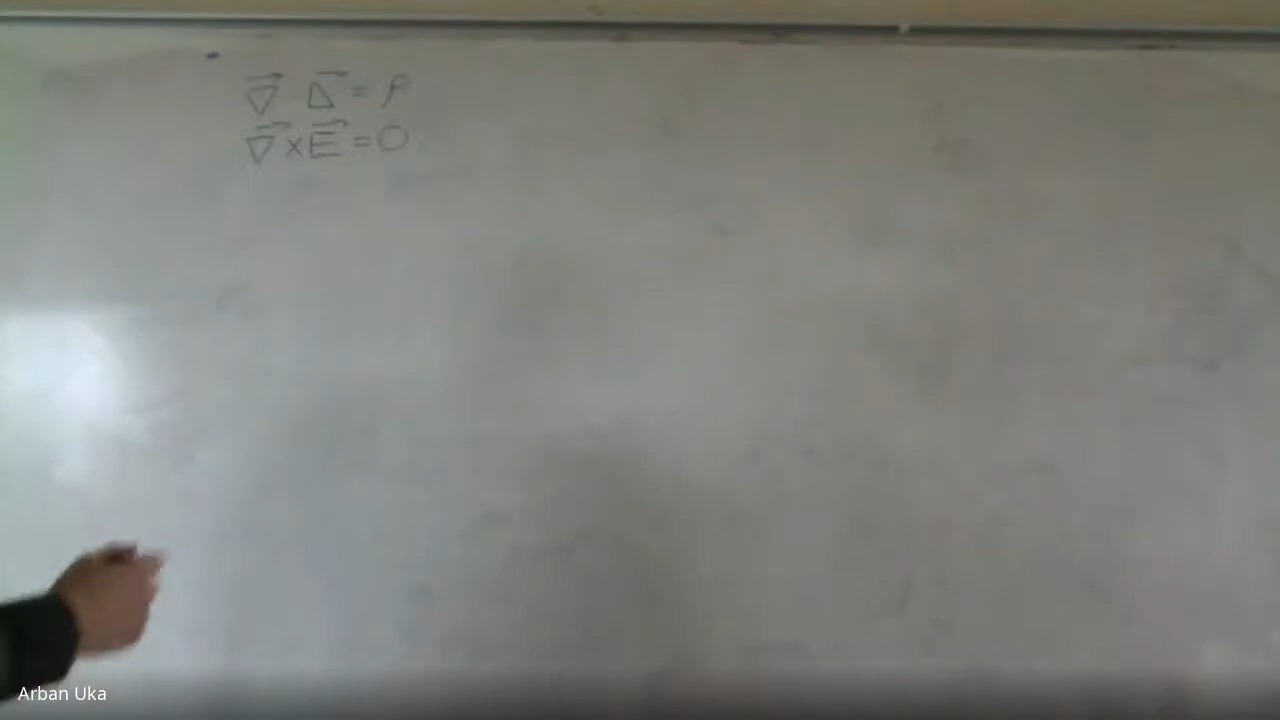 ∇⃗ D⃗ = ρ
∇⃗ × E⃗ = 0
Arban Uka